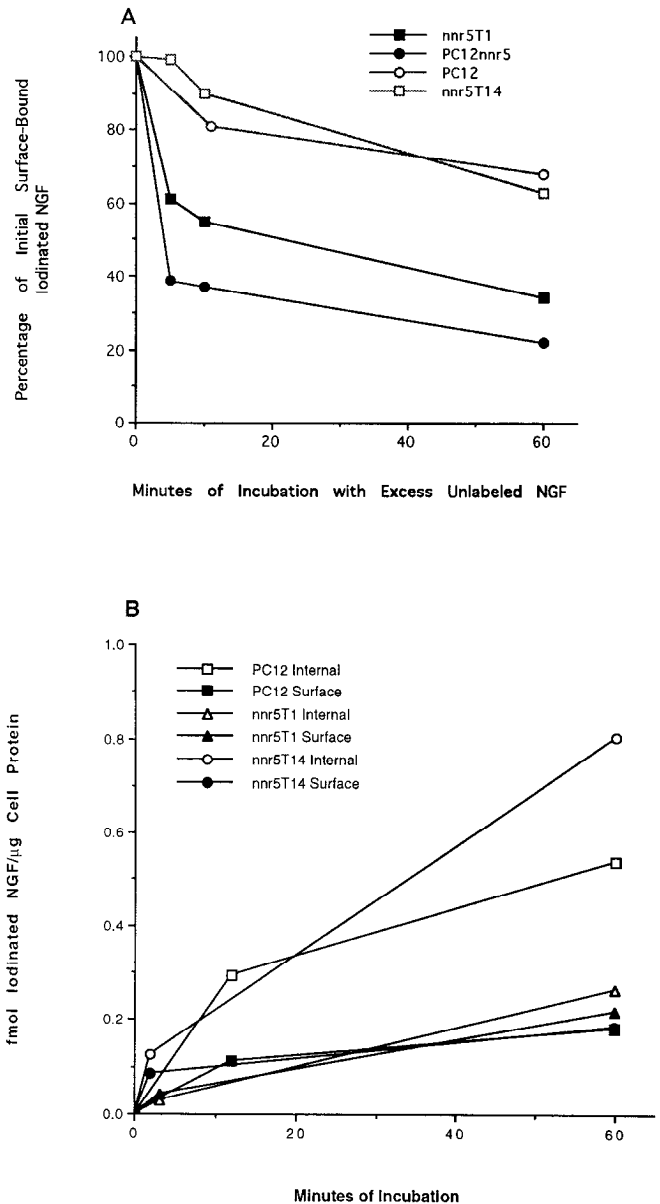 A
nnr5T1
PC12nnr5
PC12
nnr5T14
100
80
60
40
20
0
Percentage of Initial Surface-Bound
Iodinated NGF
0 20 40 60
Minutes of Incubation with Excess Unlabeled NGF
B
1.0
0.8
0.6
0.4
0.2
0.0
PC12 Internal
PC12 Surface
nnr5T1 Internal
nnr5T1 Surface
nnr5T14 Internal
nnr5T14 Surface
fmol Iodinated NGF/µg Cell Protein
0 20 40 60
Minutes of Incubation